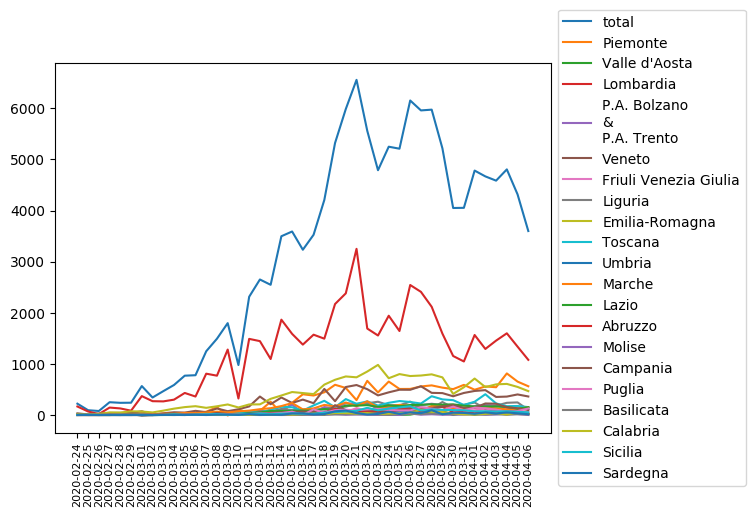 total
Piemonte
Valle d'Aosta
Lombardia
P.A. Bolzano
&
P.A. Trento
Veneto
Friuli Venezia Giulia
Liguria
Emilia-Romagna
Toscana
Umbria
Marche
Lazio
Abruzzo
Molise
Campania
Puglia
Basilicata
Calabria
Sicilia
Sardegna
6000
5000
4000
3000
2000
1000
0
2020-02-24
2020-02-25
2020-02-26
2020-02-27
2020-02-28
2020-02-29
2020-03-01
2020-03-02
2020-03-03
2020-03-04
2020-03-05
2020-03-06
2020-03-07
2020-03-08
2020-03-09
2020-03-10
2020-03-11
2020-03-12
2020-03-13
2020-03-14
2020-03-15
2020-03-16
2020-03-17
2020-03-18
2020-03-19
2020-03-20
2020-03-21
2020-03-22
2020-03-23
2020-03-24
2020-03-25
2020-03-26
2020-03-27
2020-03-28
2020-03-29
2020-03-30
2020-03-31
2020-04-01
2020-04-02
2020-04-03
2020-04-04
2020-04-05
2020-04-06